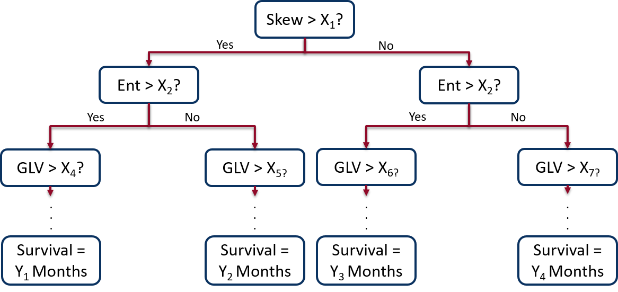 Skew > X₁?
Yes
No
Ent > X₂?
Ent > X₂?
Yes
No
Yes
No
GLV > X₄?
GLV > X₅?
GLV > X₆?
GLV > X₇?
Survival =
Y₁ Months
Survival =
Y₂ Months
Survival =
Y₃ Months
Survival =
Y₄ Months